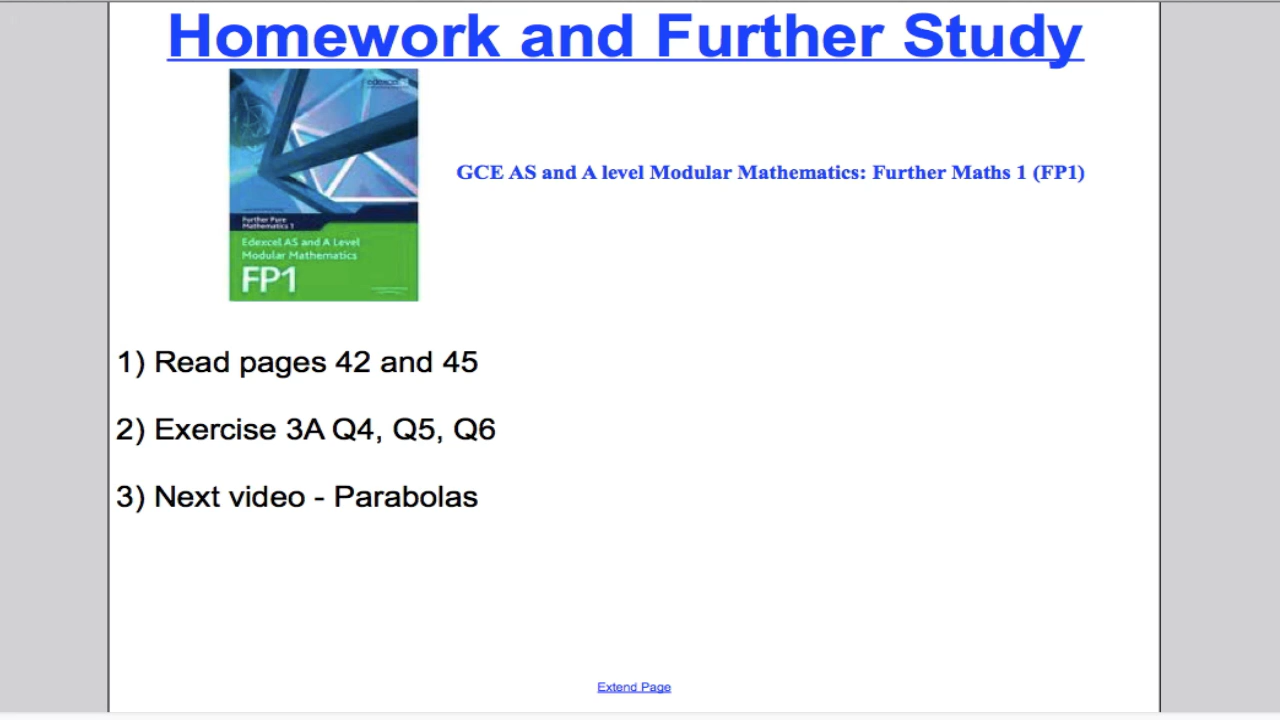 Homework and Further Study
edexcel
GCE AS and A level Modular Mathematics: Further Maths 1 (FP1)
Further Pure
Mathematics 1
Edexcel AS and A Level
Modular Mathematics
FP1
1) Read pages 42 and 45
2) Exercise 3A Q4, Q5, Q6
3) Next video - Parabolas
Extend Page